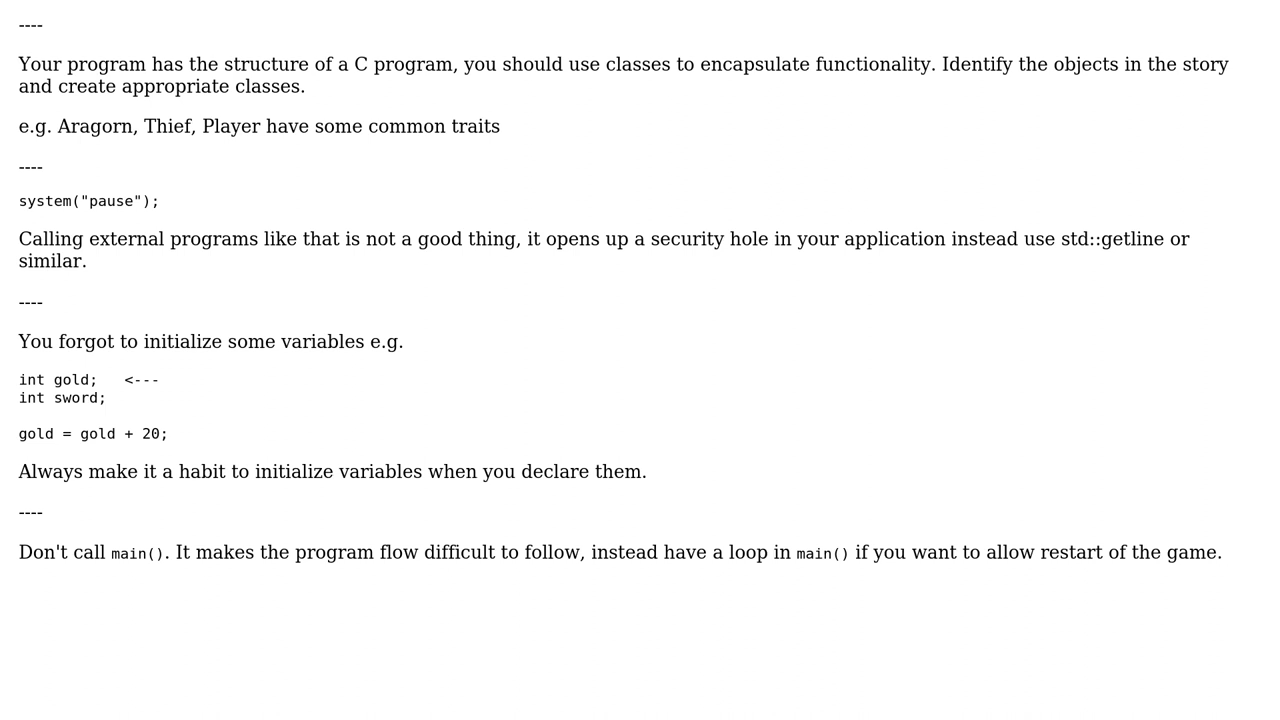 ----
Your program has the structure of a C program, you should use classes to encapsulate functionality. Identify the objects in the story
and create appropriate classes.
e.g. Aragorn, Thief, Player have some common traits
----
system("pause");
Calling external programs like that is not a good thing, it opens up a security hole in your application instead use std::getline or
similar.
----
You forgot to initialize some variables e.g.
int gold;   <---
int sword;
gold = gold + 20;
Always make it a habit to initialize variables when you declare them.
----
Don't call main(). It makes the program flow difficult to follow, instead have a loop in main() if you want to allow restart of the game.